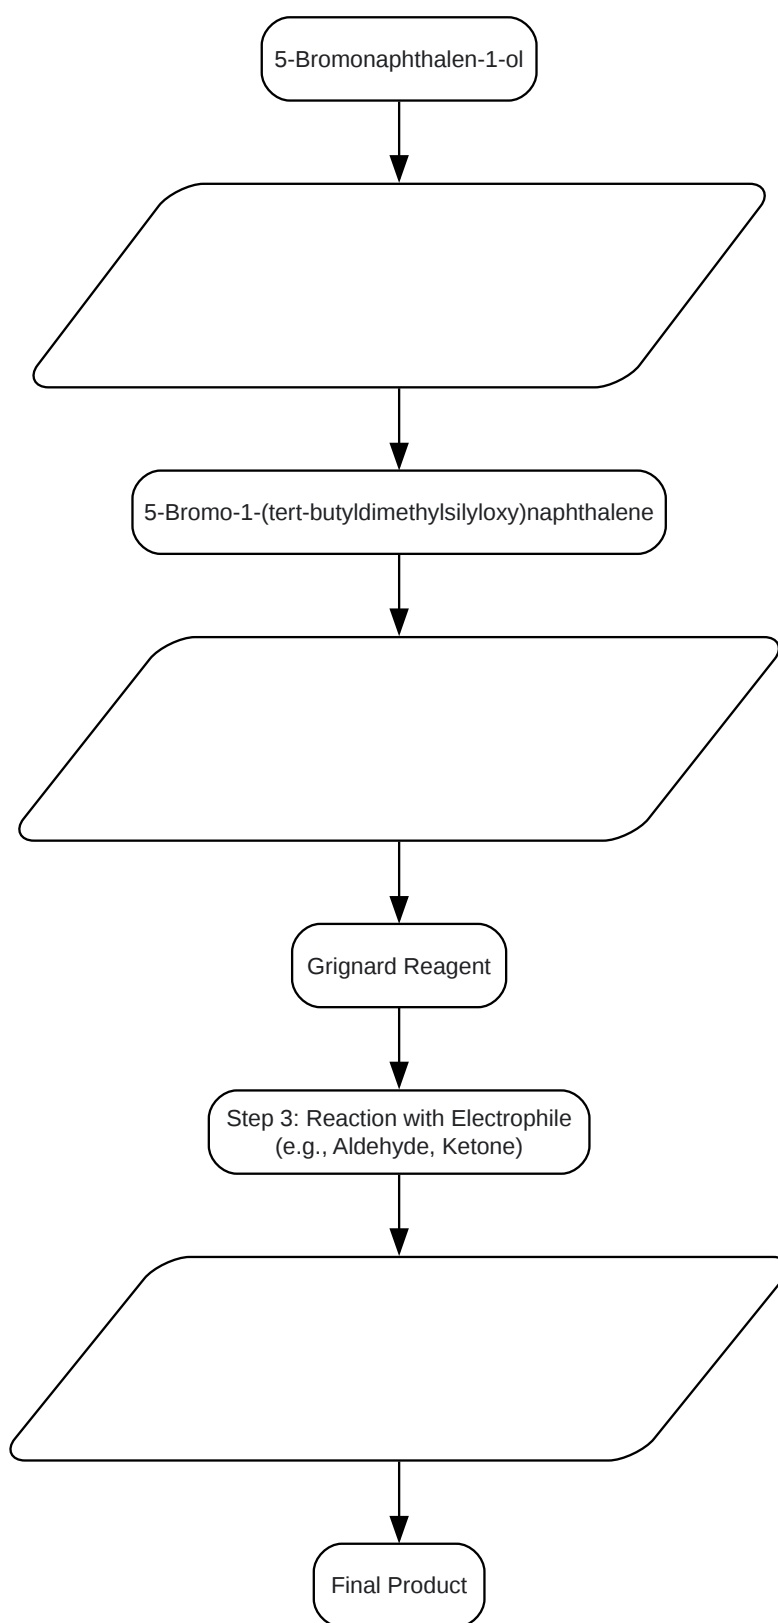 5-Bromonaphthalen-1-ol
5-Bromo-1-(tert-butyldimethylsilyloxy)naphthalene
Grignard Reagent
Step 3: Reaction with Electrophile
(e.g., Aldehyde, Ketone)
Final Product